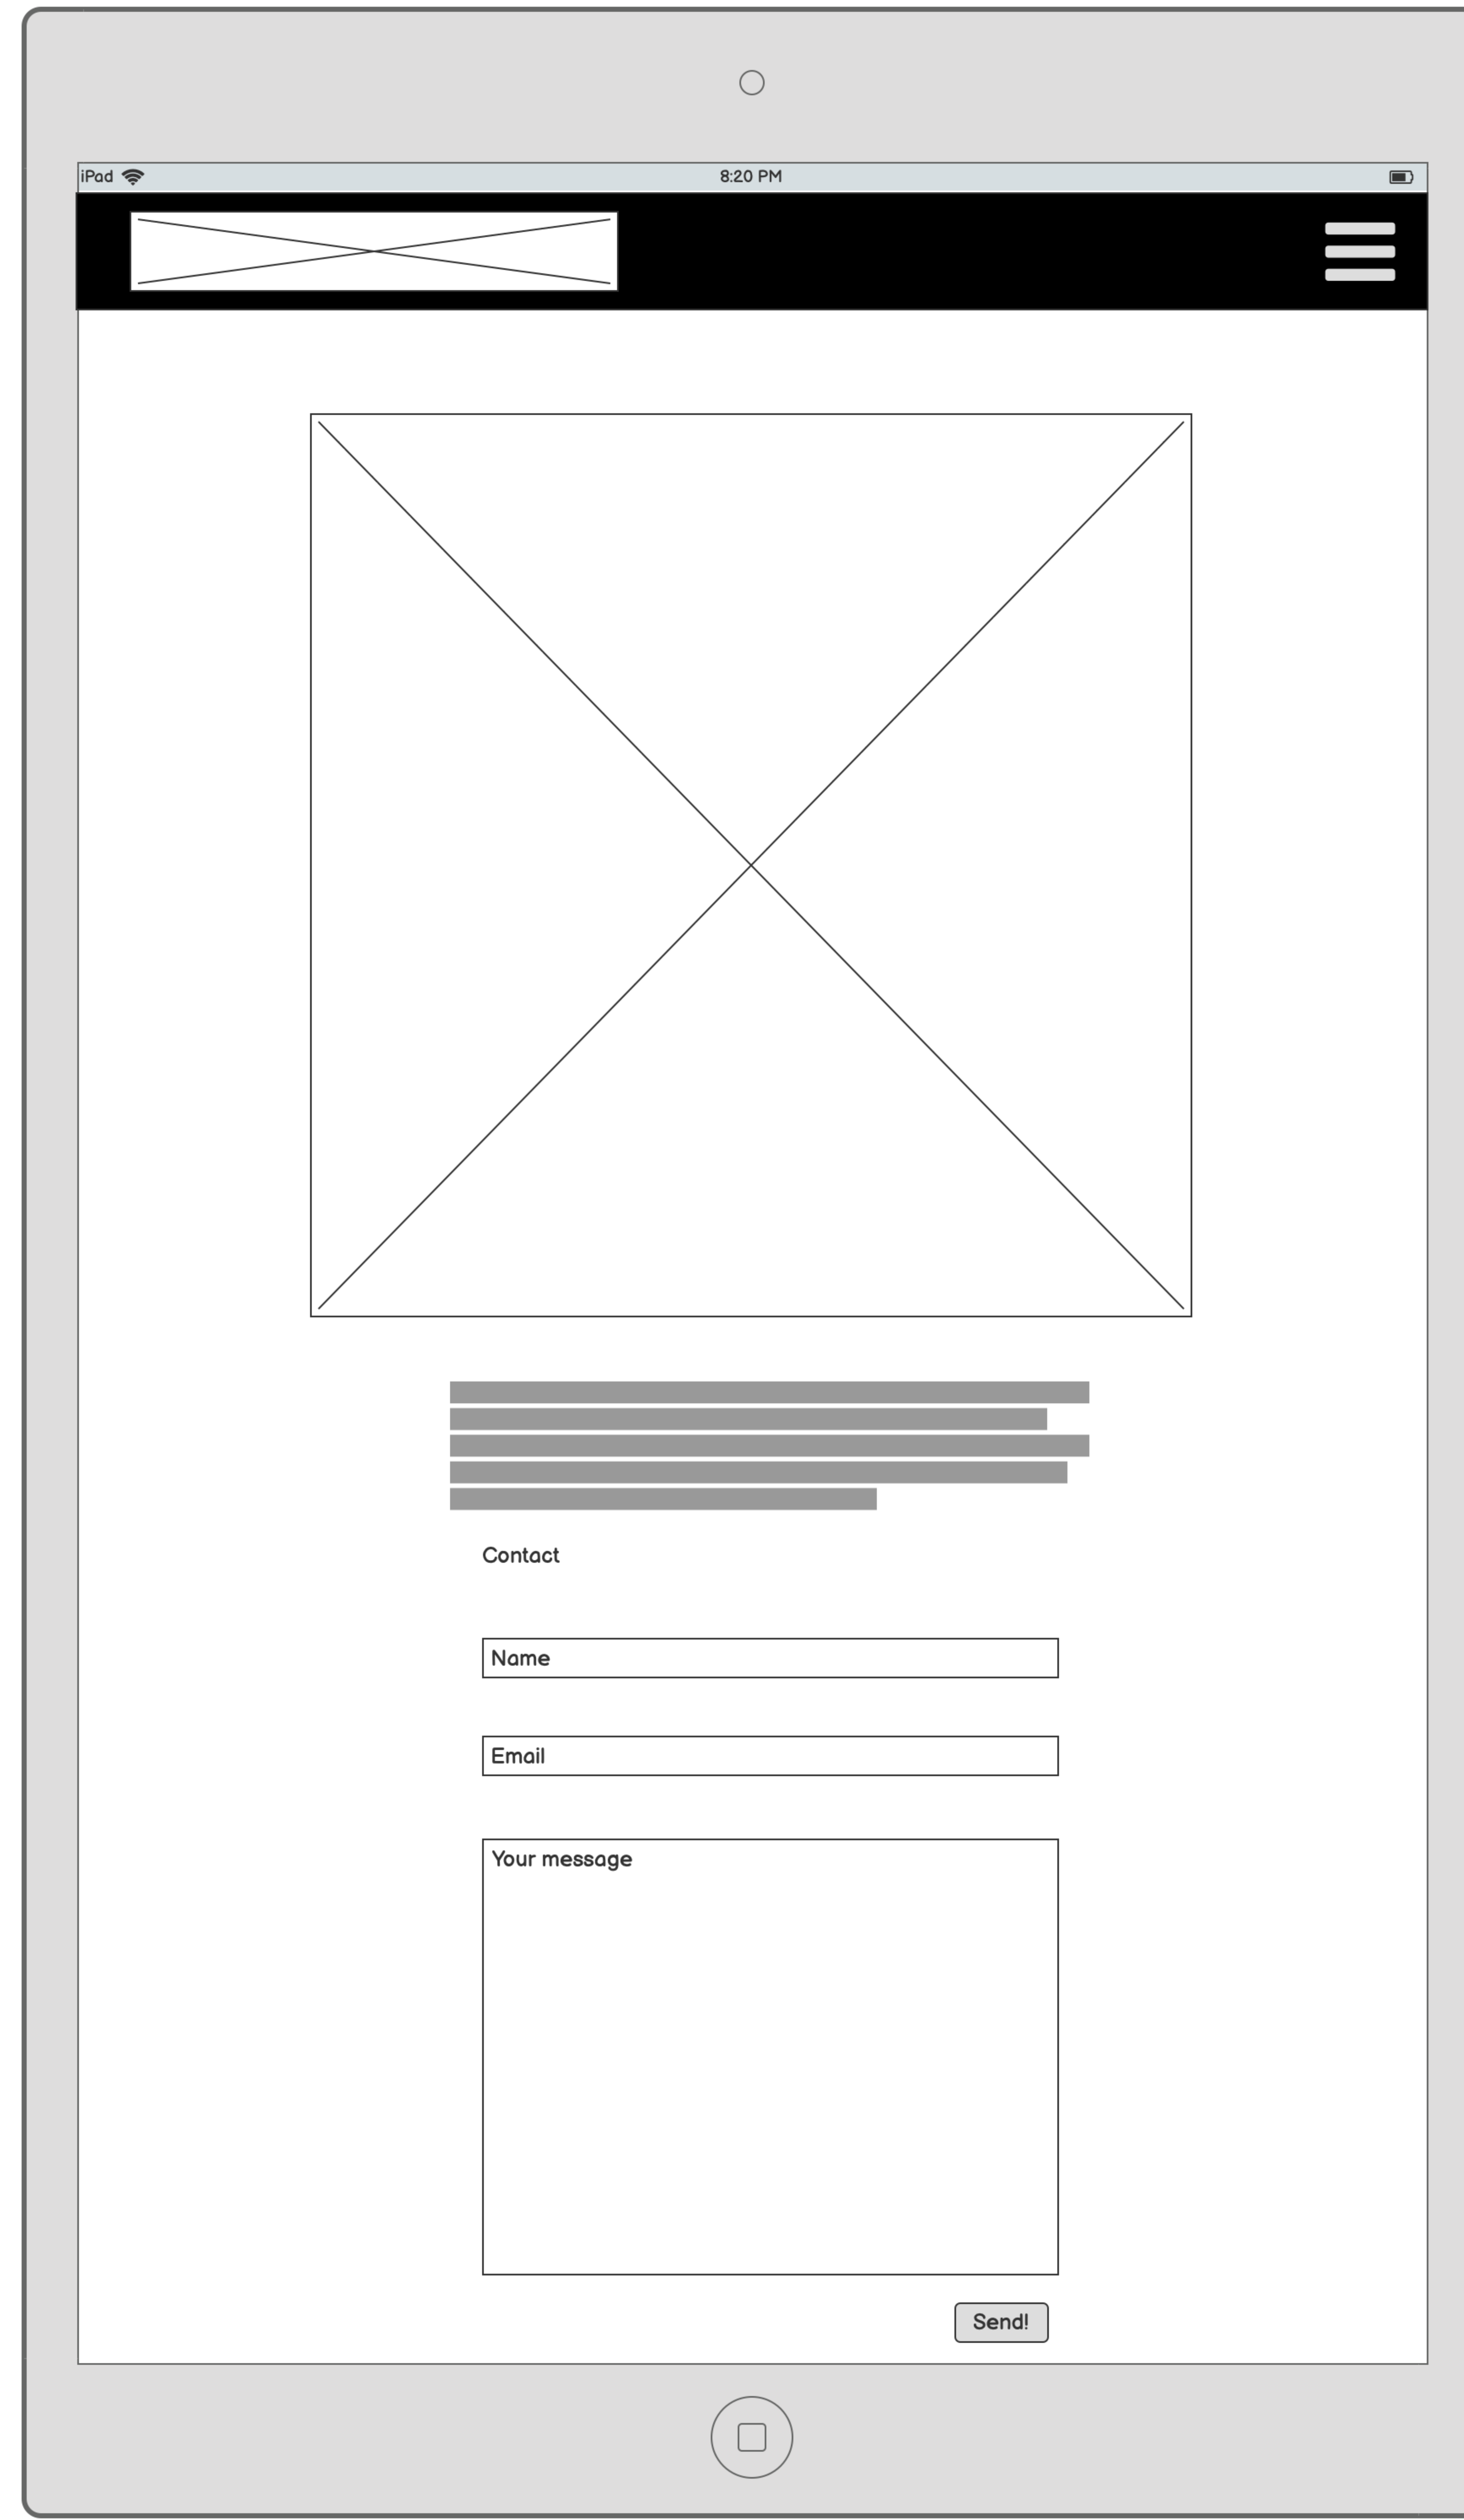 iPad 8:20 PM
Contact
Name
Email
Your message
Send!